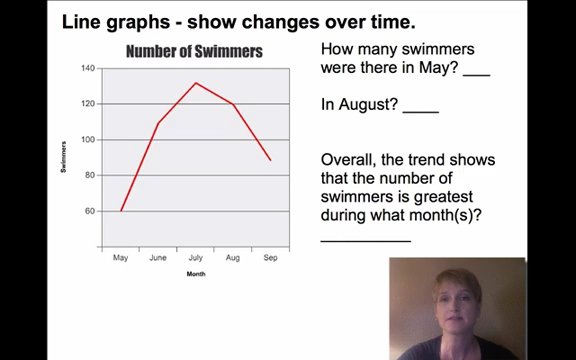 Line graphs - show changes over time.
Number of Swimmers
140
120
100
80
60
Swimmers
May June July Aug Sep
Month
How many swimmers
were there in May? ___
In August? ____
Overall, the trend shows
that the number of
swimmers is greatest
during what month(s)?
__________